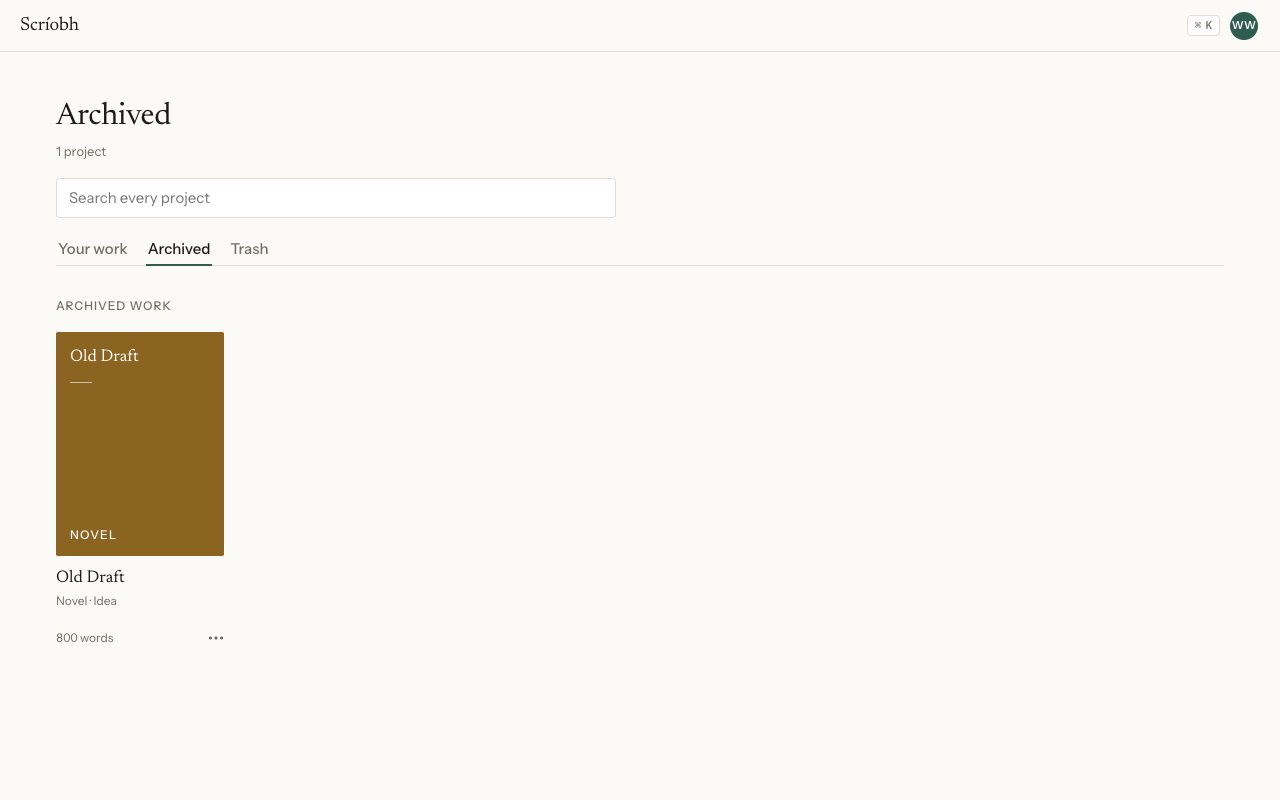 Scríobh
⌘ K
WW
Archived
1 project
Search every project
Your work
Archived
Trash
ARCHIVED WORK
Old Draft
NOVEL
Old Draft
Novel · Idea
800 words